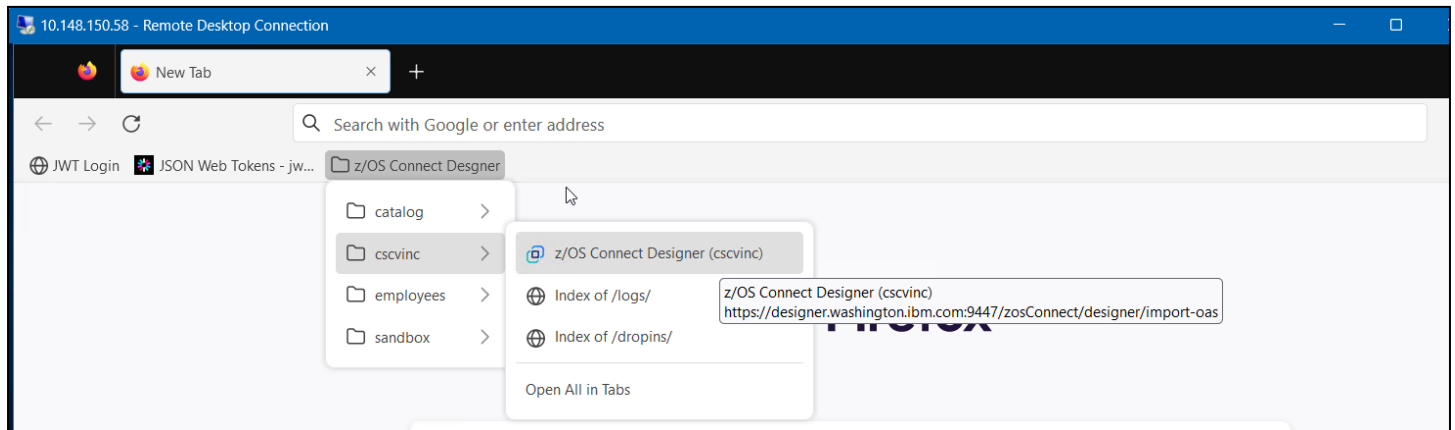 10.148.150.58 - Remote Desktop Connection
New Tab
Search with Google or enter address
JWT Login JSON Web Tokens - jw... z/OS Connect Desgner
catalog
cscvinc
employees
sandbox
z/OS Connect Designer (cscvinc)
Index of /logs/
Index of /dropins/
Open All in Tabs
z/OS Connect Designer (cscvinc)
https://designer.washington.ibm.com:9447/zosConnect/designer/import-oas
Firefox